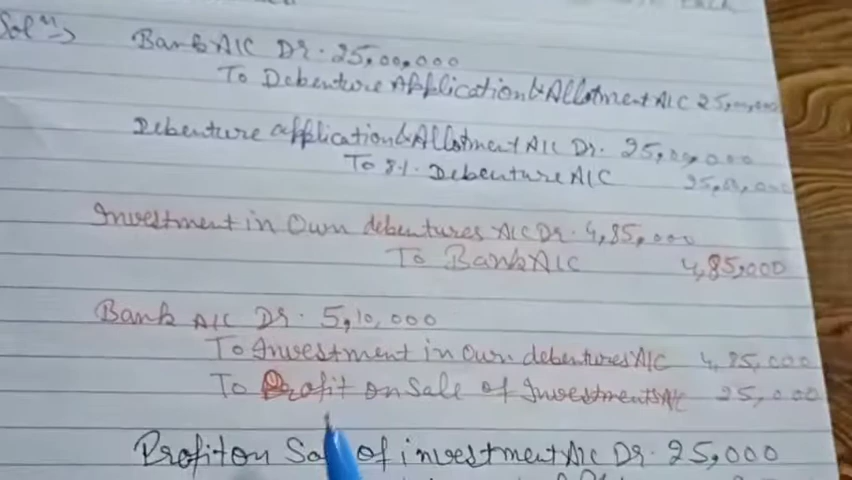 Solⁿ⇒
Bank A/C Dr. 25,00,000
To Debenture Application & Allotment A/C 25,00,000
Debenture application & Allotment A/C Dr. 25,00,000
To 8%. Debenture A/C 25,00,000
Investment in Own debentures A/C Dr. 4,85,000
To Bank A/C 4,85,000
Bank A/C Dr. 5,10,000
To Investment in Own debentures A/C 4,85,000
To Profit on Sale of Investments A/C 25,000
Profit on of investment A/C Dr. 25,000